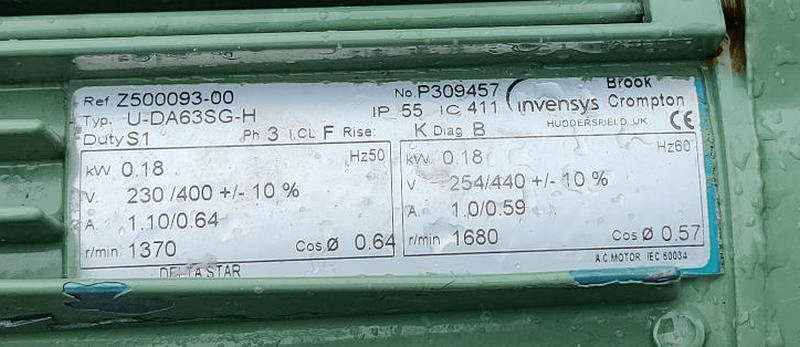 Ref Z500093-00 No. P309457 Brook
Typ. U-DA63SG-H IP 55 IC 411 invensys Crompton
Duty S1 Ph 3 I.CL F Rise: K Diag B HUDDERSFIELD UK CE
Hz50
kW 0.18
V. 230/400 +/- 10 %
A. 1.10/0.64
r/min 1370 Cos Ø 0.64
Hz60
kW 0.18
V 254/440 +/- 10 %
A. 1.0/0.59
r/min 1680 Cos Ø 0.57
DELTA STAR A.C.MOTOR IEC 60034